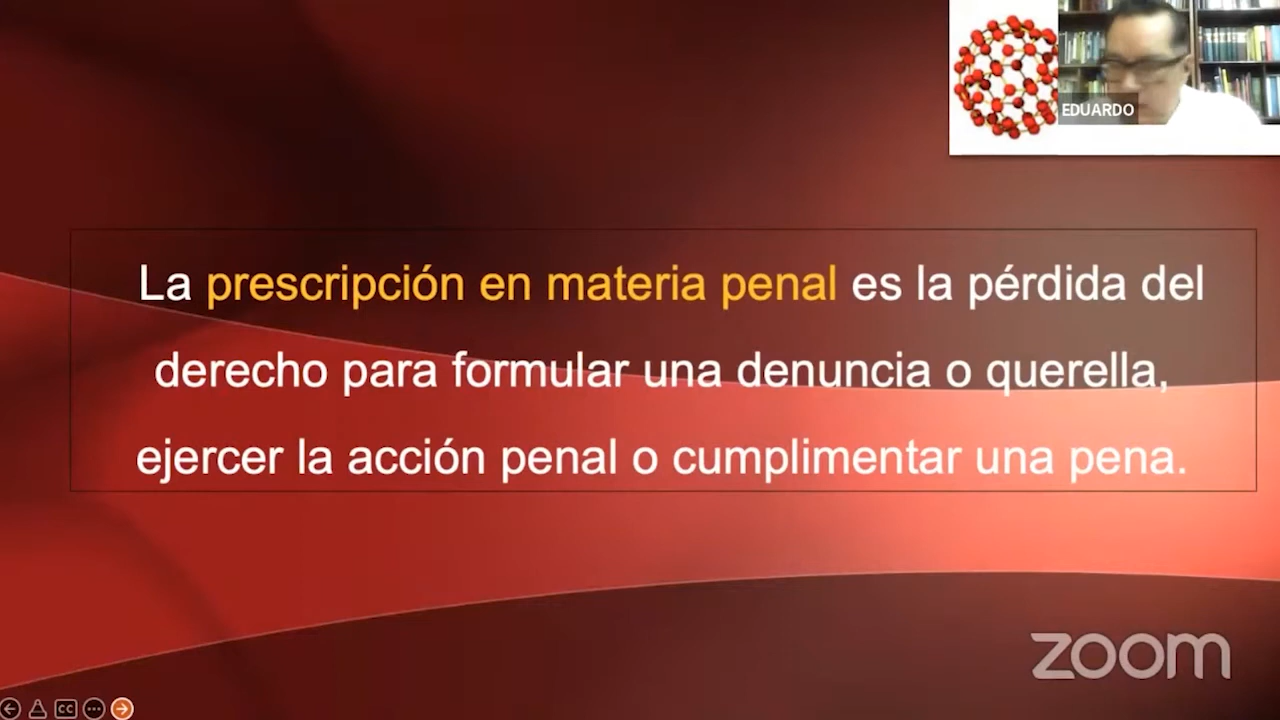 EDUARDO
La prescripción en materia penal es la pérdida del
derecho para formular una denuncia o querella,
ejercer la acción penal o cumplimentar una pena.
zoom
CC